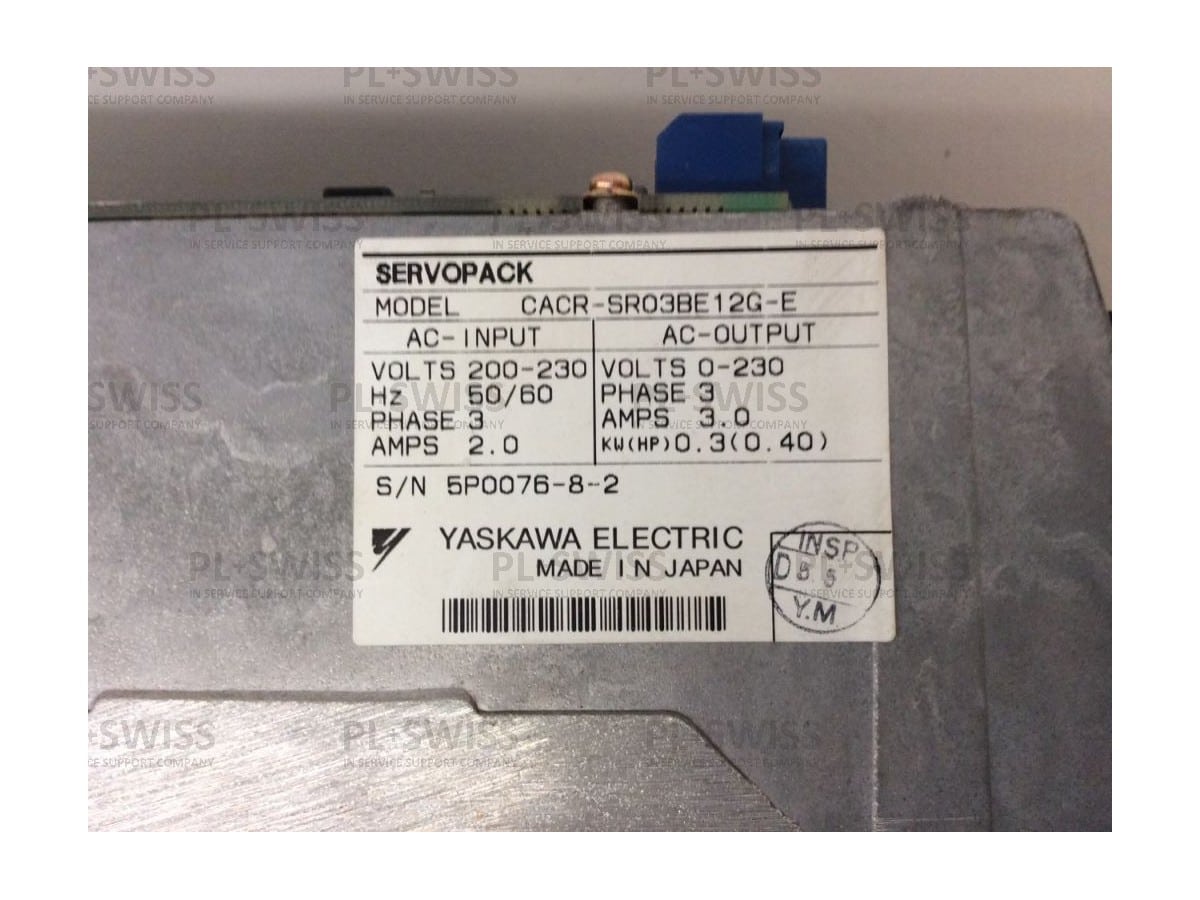 SERVOPACK
MODEL CACR-SR03BE12G-E
AC-INPUT
VOLTS 200-230
Hz 50/60
PHASE 3
AMPS 2.0
AC-OUTPUT
VOLTS 0-230
PHASE 3
AMPS 3.0
KW(HP)0.3(0.40)
S/N 5P0076-8-2
YASKAWA ELECTRIC
MADE IN JAPAN
INSP
Y.M
PL+SWISS
IN SERVICE SUPPORT COMPANY